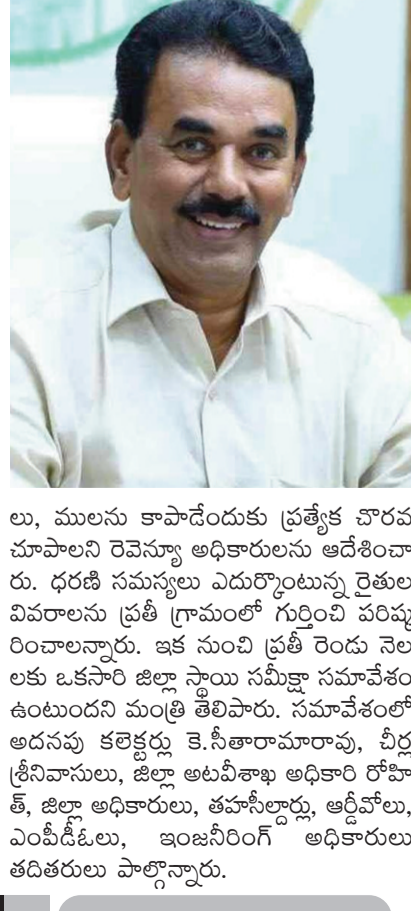 లు, ములను కాపాడేందుకు ప్రత్యేక చొరవ
చూపాలని రెవెన్యూ అధికారులను ఆదేశించా
రు. ధరణి సమస్యలు ఎదుర్కొంటున్న రైతుల
వివరాలను ప్రతీ గ్రామంలో గుర్తించి పరిష్క
రించాలన్నారు. ఇక నుంచి ప్రతీ రెండు నెల
లకు ఒకసారి జిల్లా స్థాయి సమీక్షా సమావేశం
ఉంటుందని మంత్రి తెలిపారు. సమావేశంలో
అదనపు కలెక్టర్లు కె.సీతారామారావు, చీర్ల
శ్రీనివాసులు, జిల్లా అటవీశాఖ అధికారి రోహి
త్, జిల్లా అధికారులు, తహసీల్దార్లు, ఆర్డీవోలు,
ఎంపీడీఓలు, ఇంజనీరింగ్ అధికారులు
తదితరులు పాల్గొన్నారు.